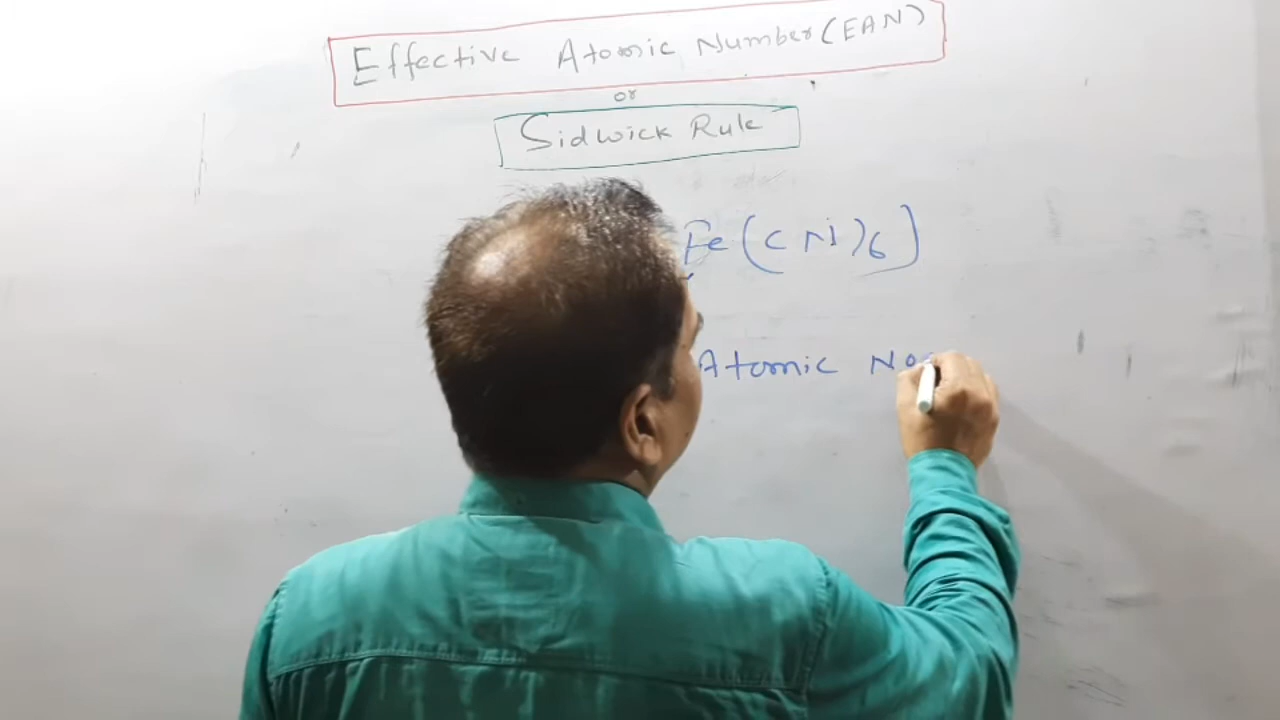 Effective Atomic Number (EAN)
or
Sidwick Rule
Fe(CN)6]
Atomic No